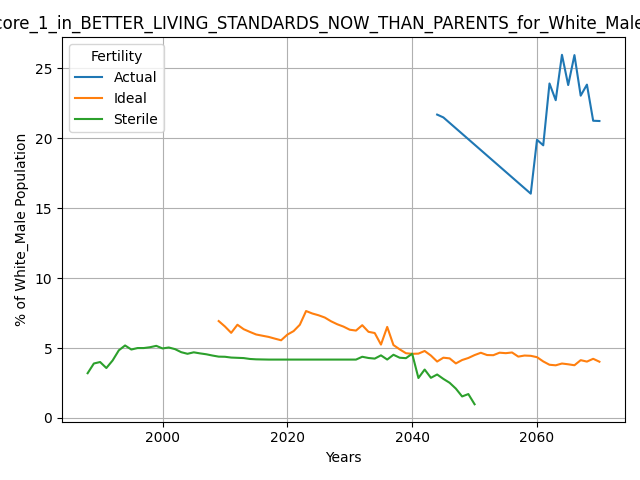 core_1_in_BETTER_LIVING_STANDARDS_NOW_THAN_PARENTS_for_White_Male
Fertility
Actual
Ideal
Sterile
% of White_Male Population
25
20
15
10
5
0
2000 2020 2040 2060
Years